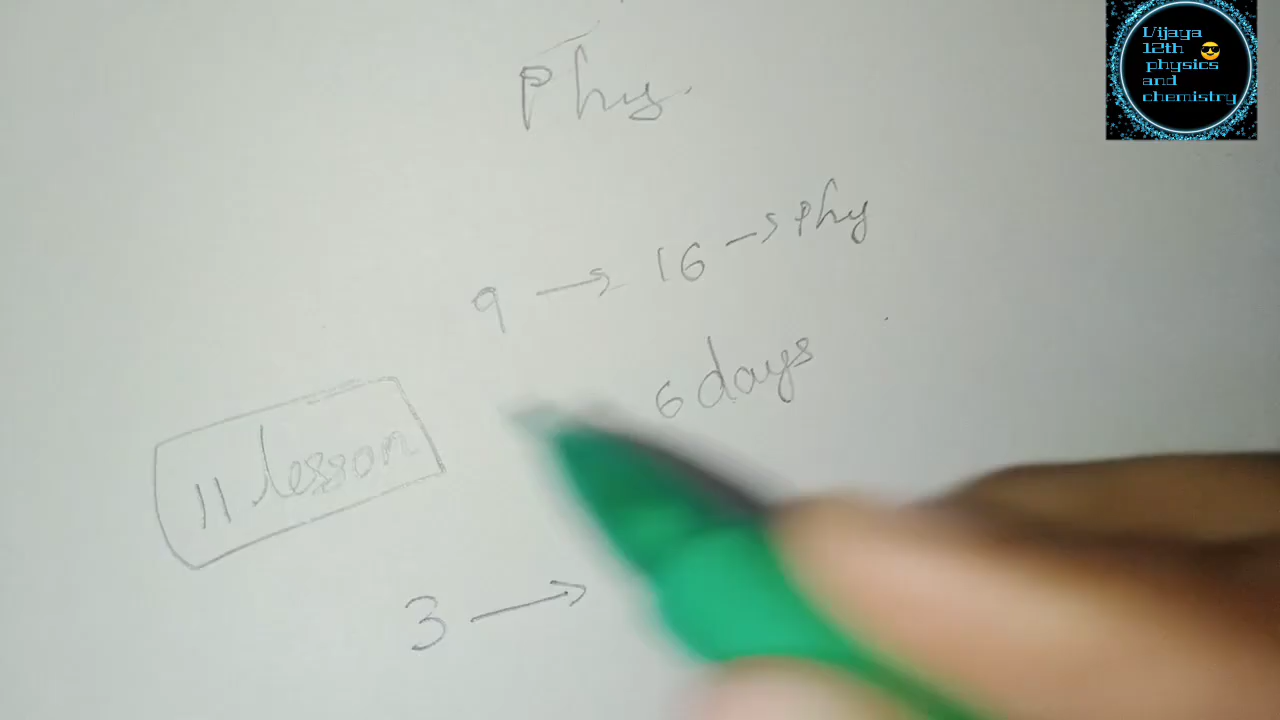 Phy.
9 → 16 → phy
6 days
11 lesson
3 →
Vijaya
12th 😎
physics
and
chemistry